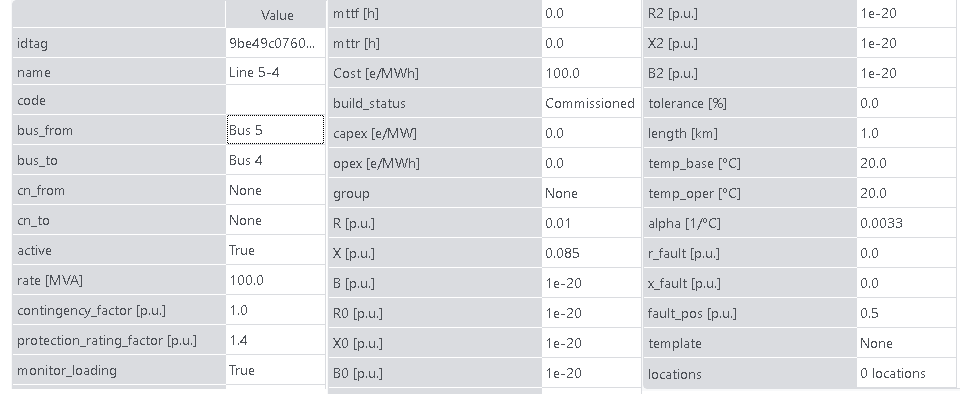 Value
idtag 9be49c0760...
name Line 5-4
code
bus_from Bus 5
bus_to Bus 4
cn_from None
cn_to None
active True
rate [MVA] 100.0
contingency_factor [p.u.] 1.0
protection_rating_factor [p.u.] 1.4
monitor_loading True
mttf [h] 0.0
mttr [h] 0.0
Cost [e/MWh] 100.0
build_status Commissioned
capex [e/MW] 0.0
opex [e/MWh] 0.0
group None
R [p.u.] 0.01
X [p.u.] 0.085
B [p.u.] 1e-20
R0 [p.u.] 1e-20
X0 [p.u.] 1e-20
B0 [p.u.] 1e-20
R2 [p.u.] 1e-20
X2 [p.u.] 1e-20
B2 [p.u.] 1e-20
tolerance [%] 0.0
length [km] 1.0
temp_base [ºC] 20.0
temp_oper [ºC] 20.0
alpha [1/ºC] 0.0033
r_fault [p.u.] 0.0
x_fault [p.u.] 0.0
fault_pos [p.u.] 0.5
template None
locations 0 locations